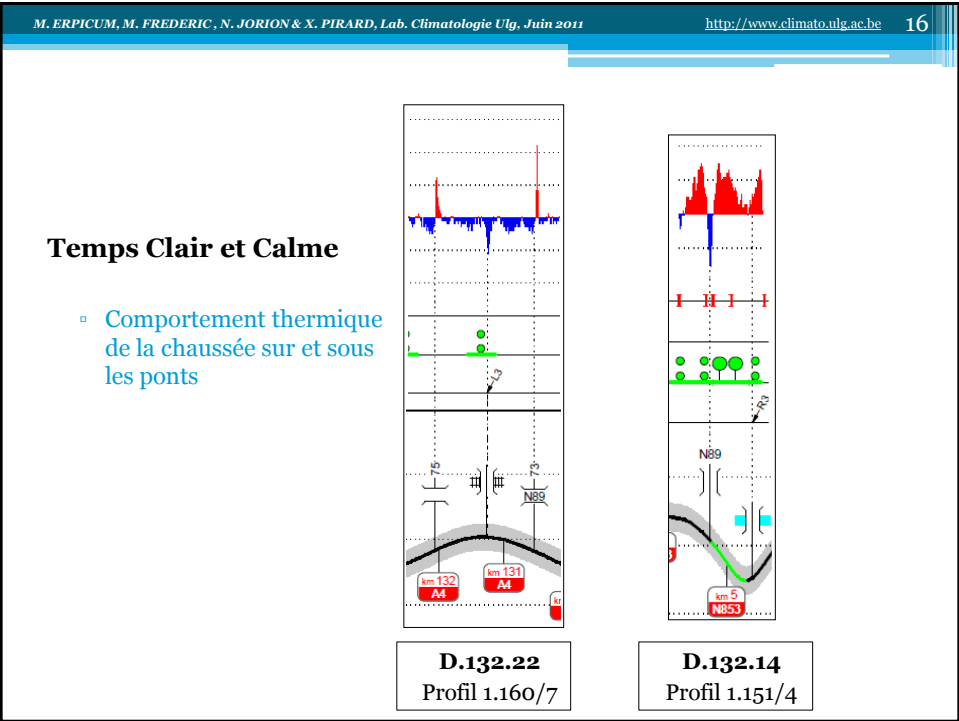 M. ERPICUM, M. FREDERIC , N. JORION & X. PIRARD, Lab. Climatologie Ulg, Juin 2011
http://www.climato.ulg.ac.be
16
Temps Clair et Calme
Comportement thermique
de la chaussée sur et sous
les ponts
L3
75
73
N89
km 132
A4
km 131
A4
R3
N89
km 5
N853
D.132.22
Profil 1.160/7
D.132.14
Profil 1.151/4